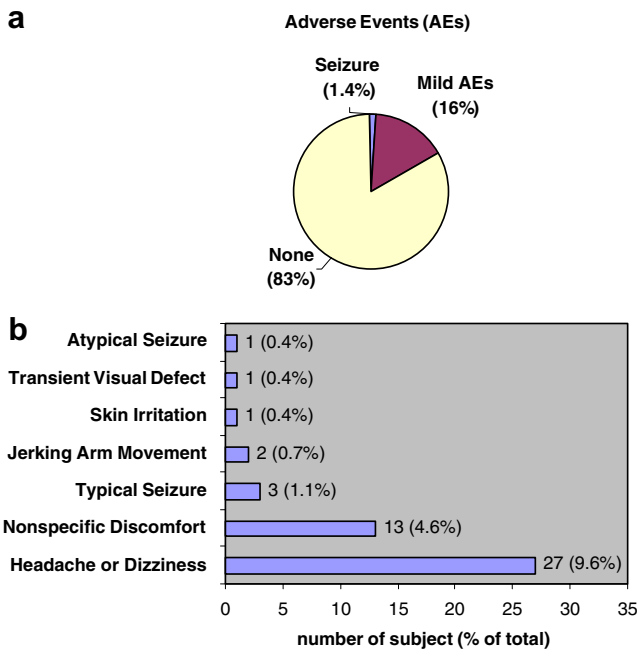 a
Adverse Events (AEs)
Seizure
(1.4%)
Mild AEs
(16%)
None
(83%)
b
Atypical Seizure 1 (0.4%)
Transient Visual Defect 1 (0.4%)
Skin Irritation 1 (0.4%)
Jerking Arm Movement 2 (0.7%)
Typical Seizure 3 (1.1%)
Nonspecific Discomfort 13 (4.6%)
Headache or Dizziness 27 (9.6%)
0 5 10 15 20 25 30 35
number of subject (% of total)